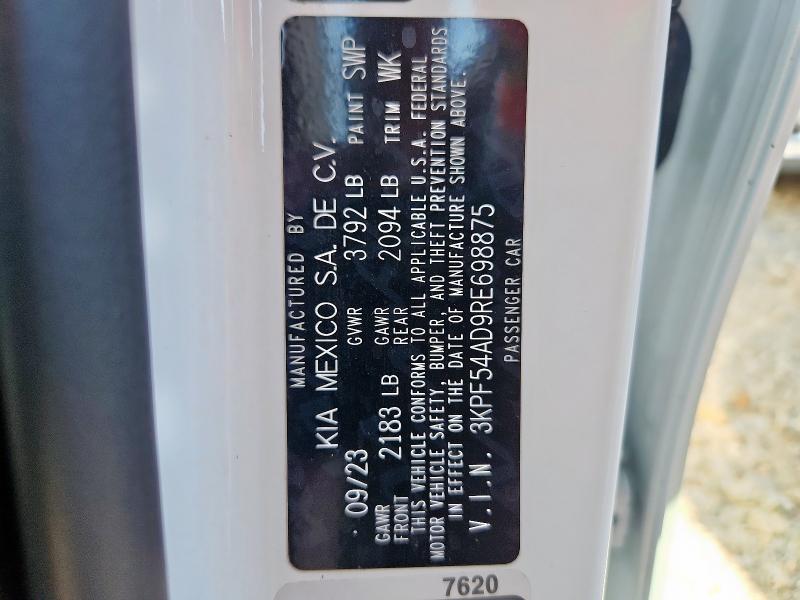 MANUFACTURED BY
KIA MEXICO S.A. DE C.V.
09/23 GVWR 3792 LB PAINT SWP
GAWR FRONT 2183 LB GAWR REAR 2094 LB TRIM WK
THIS VEHICLE CONFORMS TO ALL APPLICABLE U.S.A. FEDERAL
MOTOR VEHICLE SAFETY, BUMPER, AND THEFT PREVENTION STANDARDS
IN EFFECT ON THE DATE OF MANUFACTURE SHOWN ABOVE.
V.I.N. 3KPF54AD9RE698875
PASSENGER CAR
7620